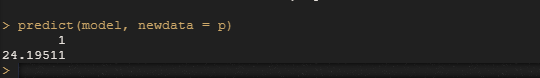 > predict(model, newdata = p)
1
24.19511
>